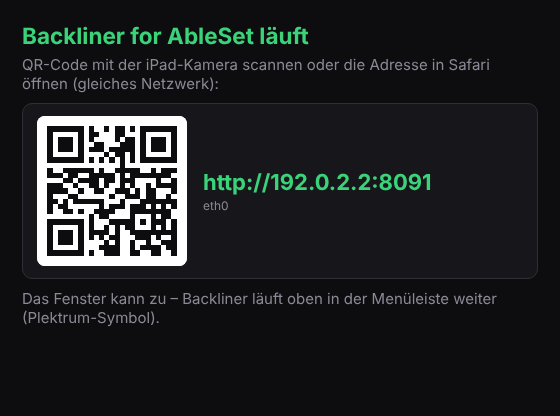 Backliner for AbleSet läuft
QR-Code mit der iPad-Kamera scannen oder die Adresse in Safari
öffnen (gleiches Netzwerk):
http://192.0.2.2:8091
eth0
Das Fenster kann zu – Backliner läuft oben in der Menüleiste weiter
(Plektrum-Symbol).